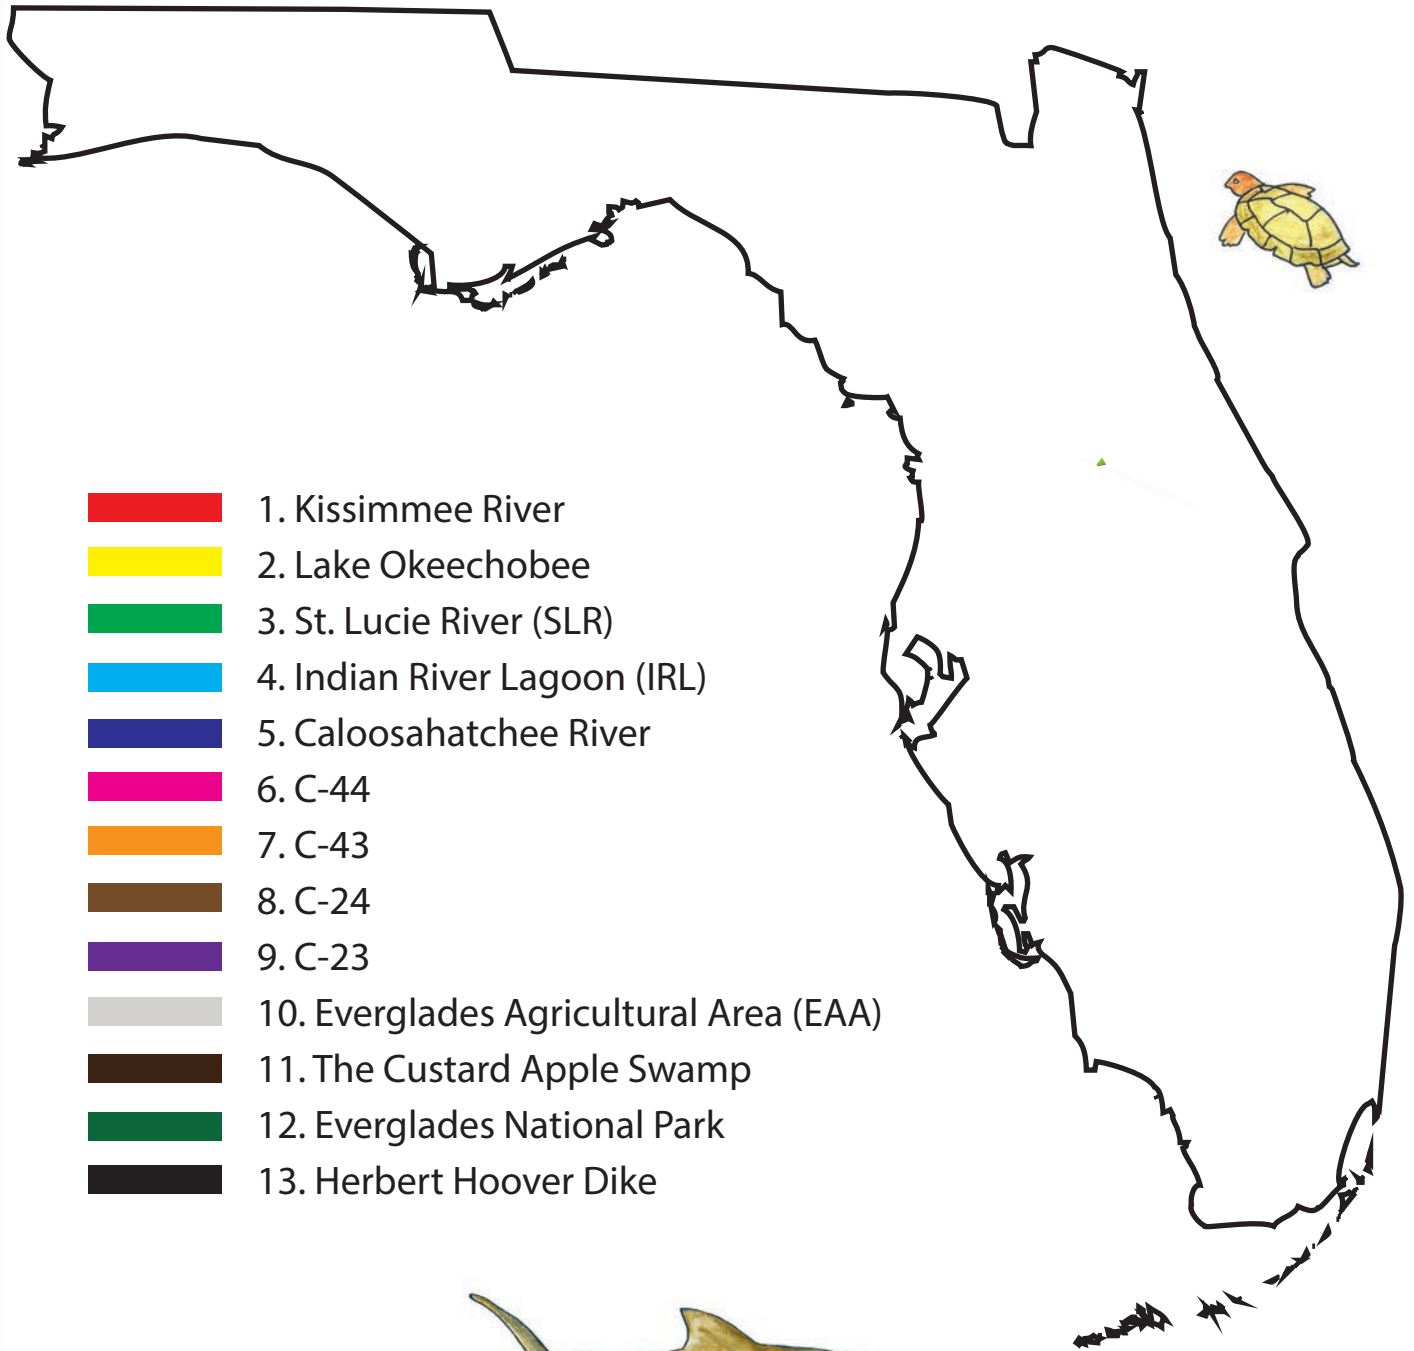 1. Kissimmee River
2. Lake Okeechobee
3. St. Lucie River (SLR)
4. Indian River Lagoon (IRL)
5. Caloosahatchee River
6. C-44
7. C-43
8. C-24
9. C-23
10. Everglades Agricultural Area (EAA)
11. The Custard Apple Swamp
12. Everglades National Park
13. Herbert Hoover Dike